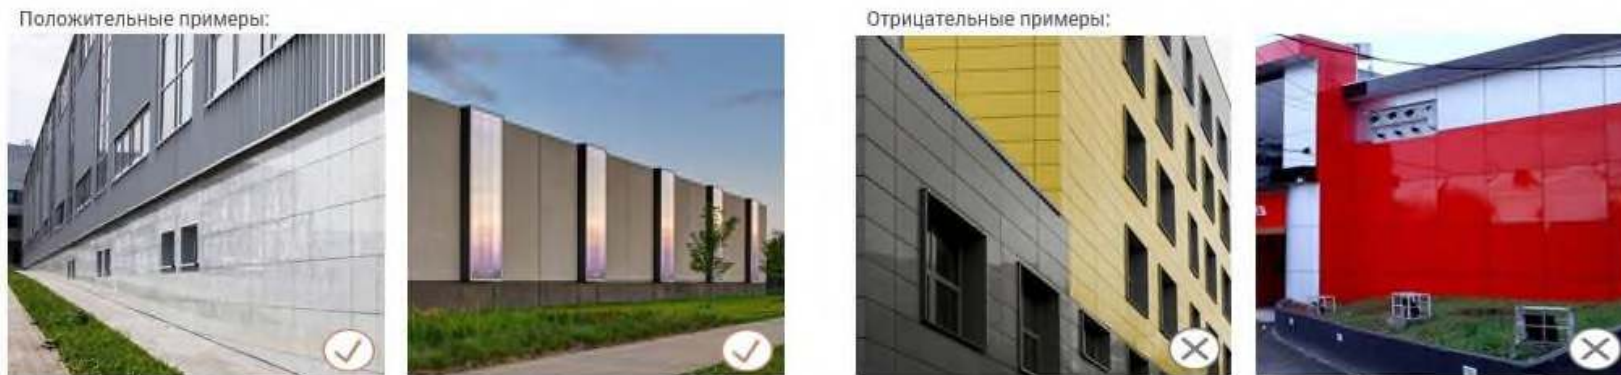 Положительные примеры:
Отрицательные примеры: